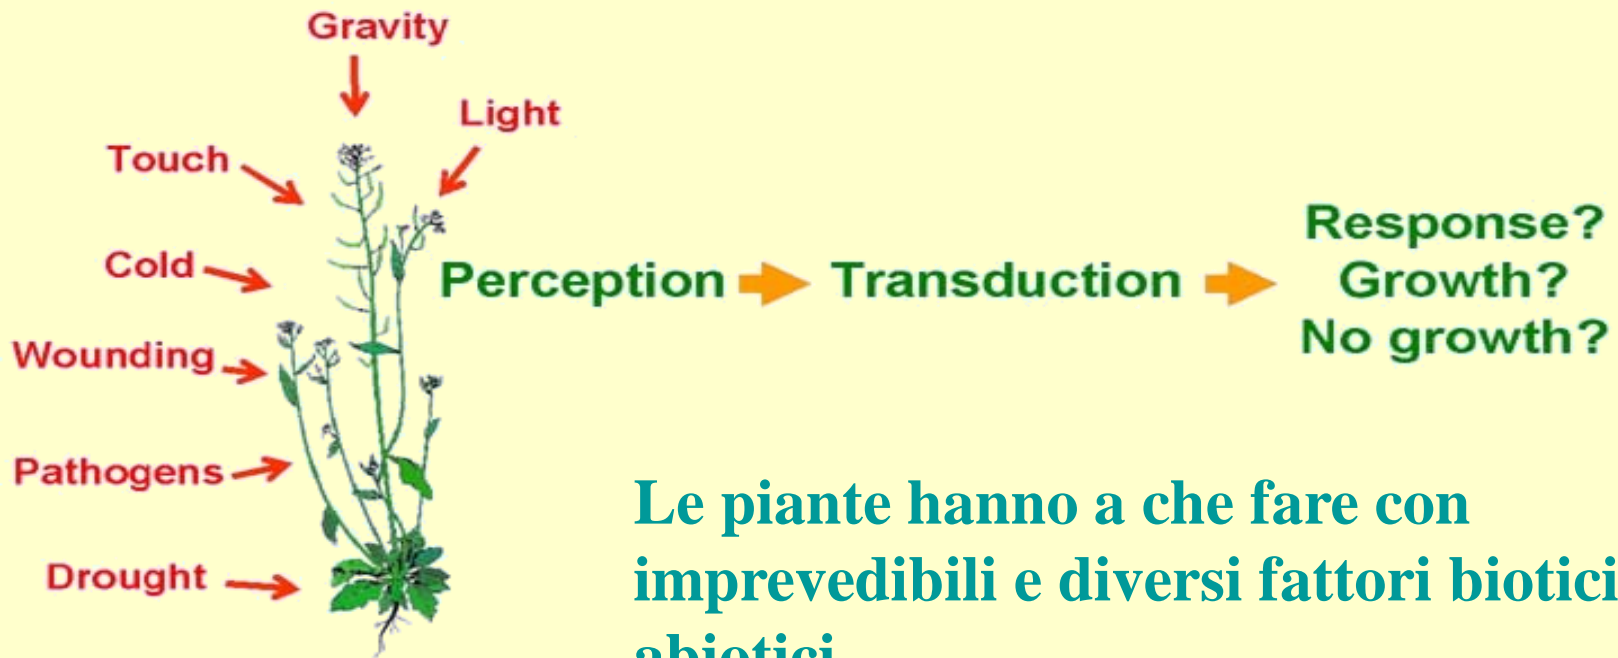 Gravity
Light
Touch
Cold
Wounding
Pathogens
Drought
Perception
Transduction
Response?
Growth?
No growth?
Le piante hanno a che fare con
imprevedibili e diversi fattori biotici
abiotici